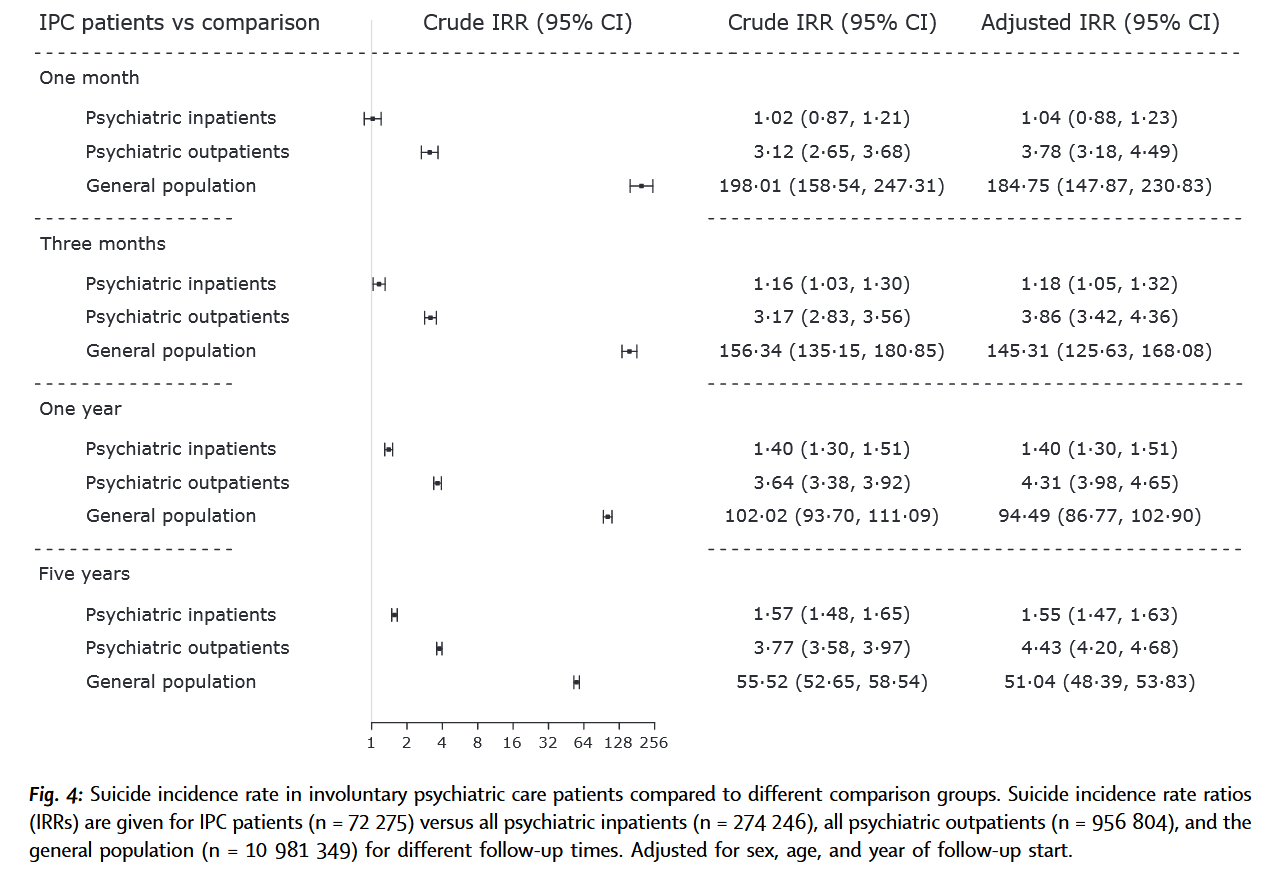 IPC patients vs comparison Crude IRR (95% CI) Crude IRR (95% CI) Adjusted IRR (95% CI)
One month
Psychiatric inpatients 1·02 (0·87, 1·21) 1·04 (0·88, 1·23)
Psychiatric outpatients 3·12 (2·65, 3·68) 3·78 (3·18, 4·49)
General population 198·01 (158·54, 247·31) 184·75 (147·87, 230·83)
Three months
Psychiatric inpatients 1·16 (1·03, 1·30) 1·18 (1·05, 1·32)
Psychiatric outpatients 3·17 (2·83, 3·56) 3·86 (3·42, 4·36)
General population 156·34 (135·15, 180·85) 145·31 (125·63, 168·08)
One year
Psychiatric inpatients 1·40 (1·30, 1·51) 1·40 (1·30, 1·51)
Psychiatric outpatients 3·64 (3·38, 3·92) 4·31 (3·98, 4·65)
General population 102·02 (93·70, 111·09) 94·49 (86·77, 102·90)
Five years
Psychiatric inpatients 1·57 (1·48, 1·65) 1·55 (1·47, 1·63)
Psychiatric outpatients 3·77 (3·58, 3·97) 4·43 (4·20, 4·68)
General population 55·52 (52·65, 58·54) 51·04 (48·39, 53·83)
1 2 4 8 16 32 64 128 256
Fig. 4: Suicide incidence rate in involuntary psychiatric care patients compared to different comparison groups. Suicide incidence rate ratios
(IRRs) are given for IPC patients (n = 72 275) versus all psychiatric inpatients (n = 274 246), all psychiatric outpatients (n = 956 804), and the
general population (n = 10 981 349) for different follow-up times. Adjusted for sex, age, and year of follow-up start.